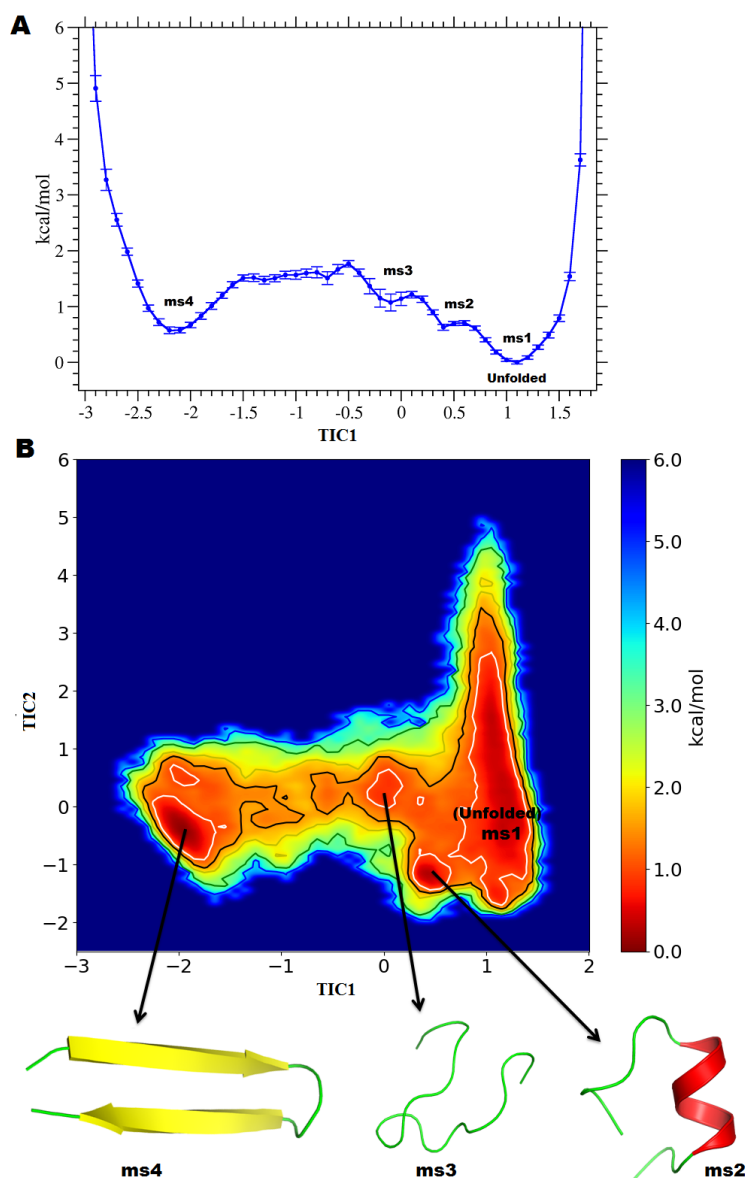 A
6
5
4
3
2
1
0
kcal/mol
ms4
ms3
ms2
ms1
Unfolded
-3 -2.5 -2 -1.5 -1 -0.5 0 0.5 1 1.5
TIC1
B
6
5
4
3
2
1
0
−1
−2
TIC2
(Unfolded)
ms1
−3 −2 −1 0 1 2
TIC1
6.0
5.0
4.0
3.0
2.0
1.0
0.0
kcal/mol
ms4 ms3 ms2